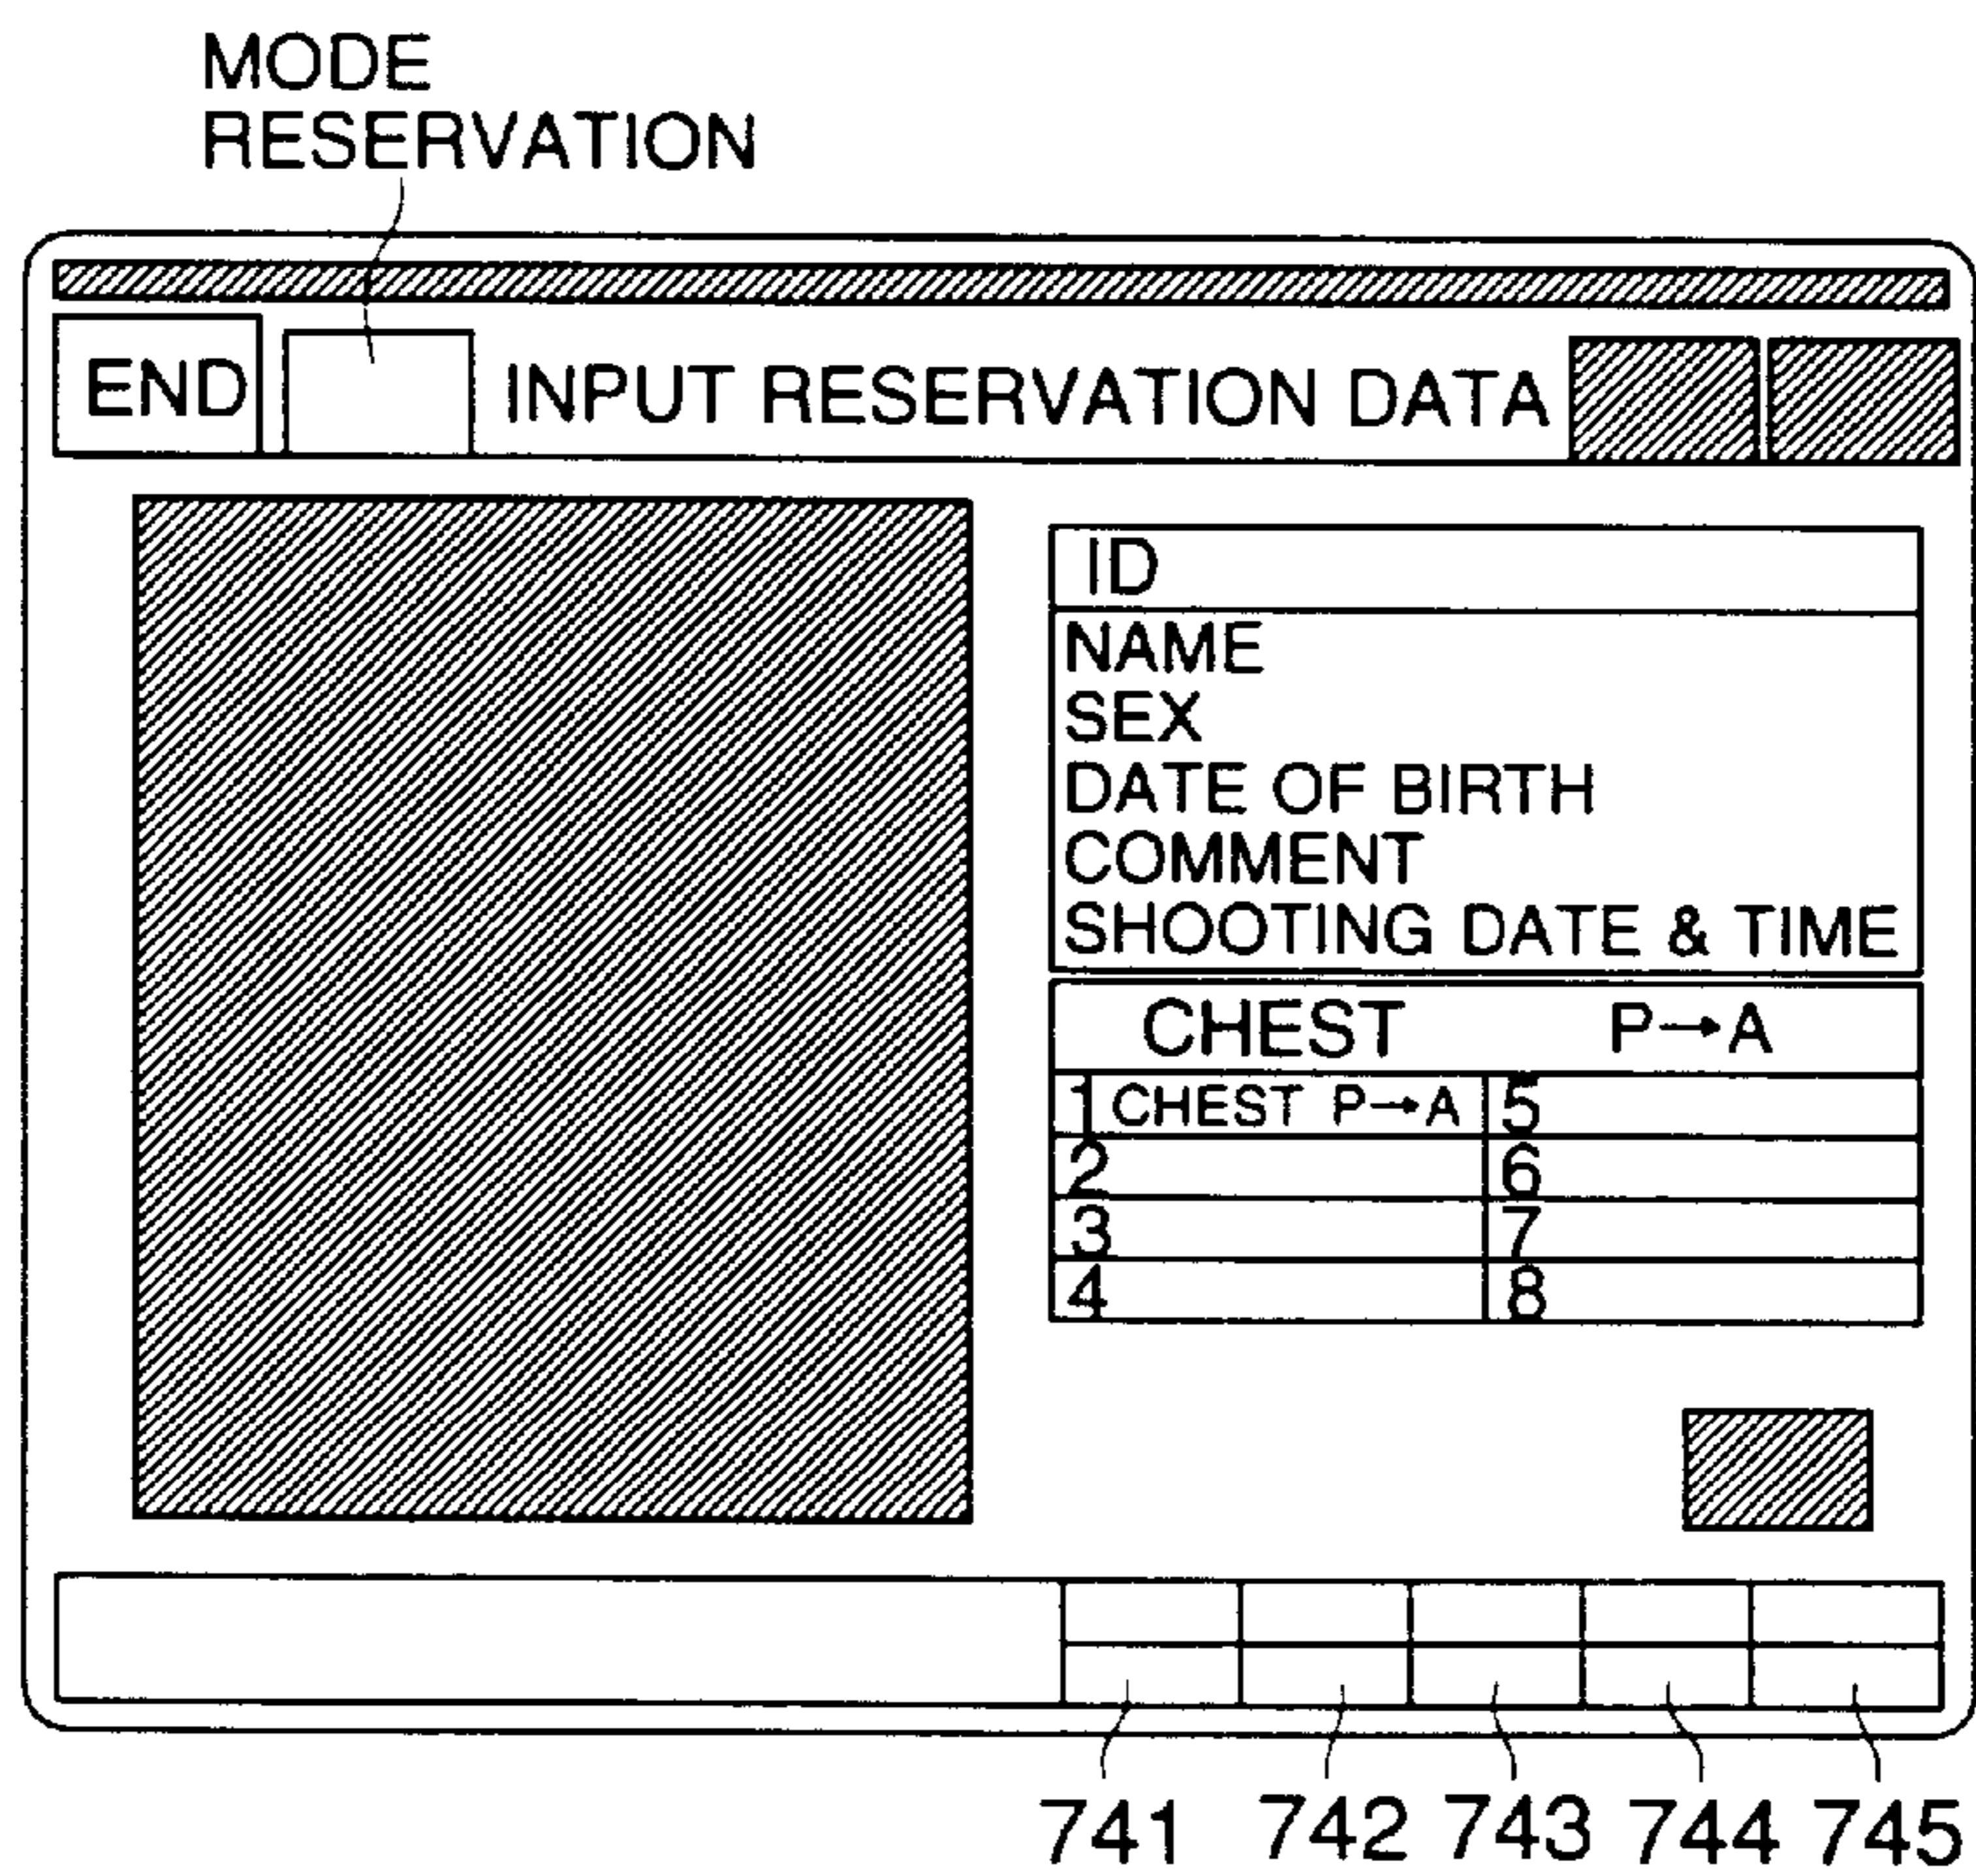 MODE
RESERVATION
END INPUT RESERVATION DATA
ID
NAME
SEX
DATE OF BIRTH
COMMENT
SHOOTING DATE & TIME
CHEST P→A
1 CHEST P→A 5
2 6
3 7
4 8
741 742 743 744 745